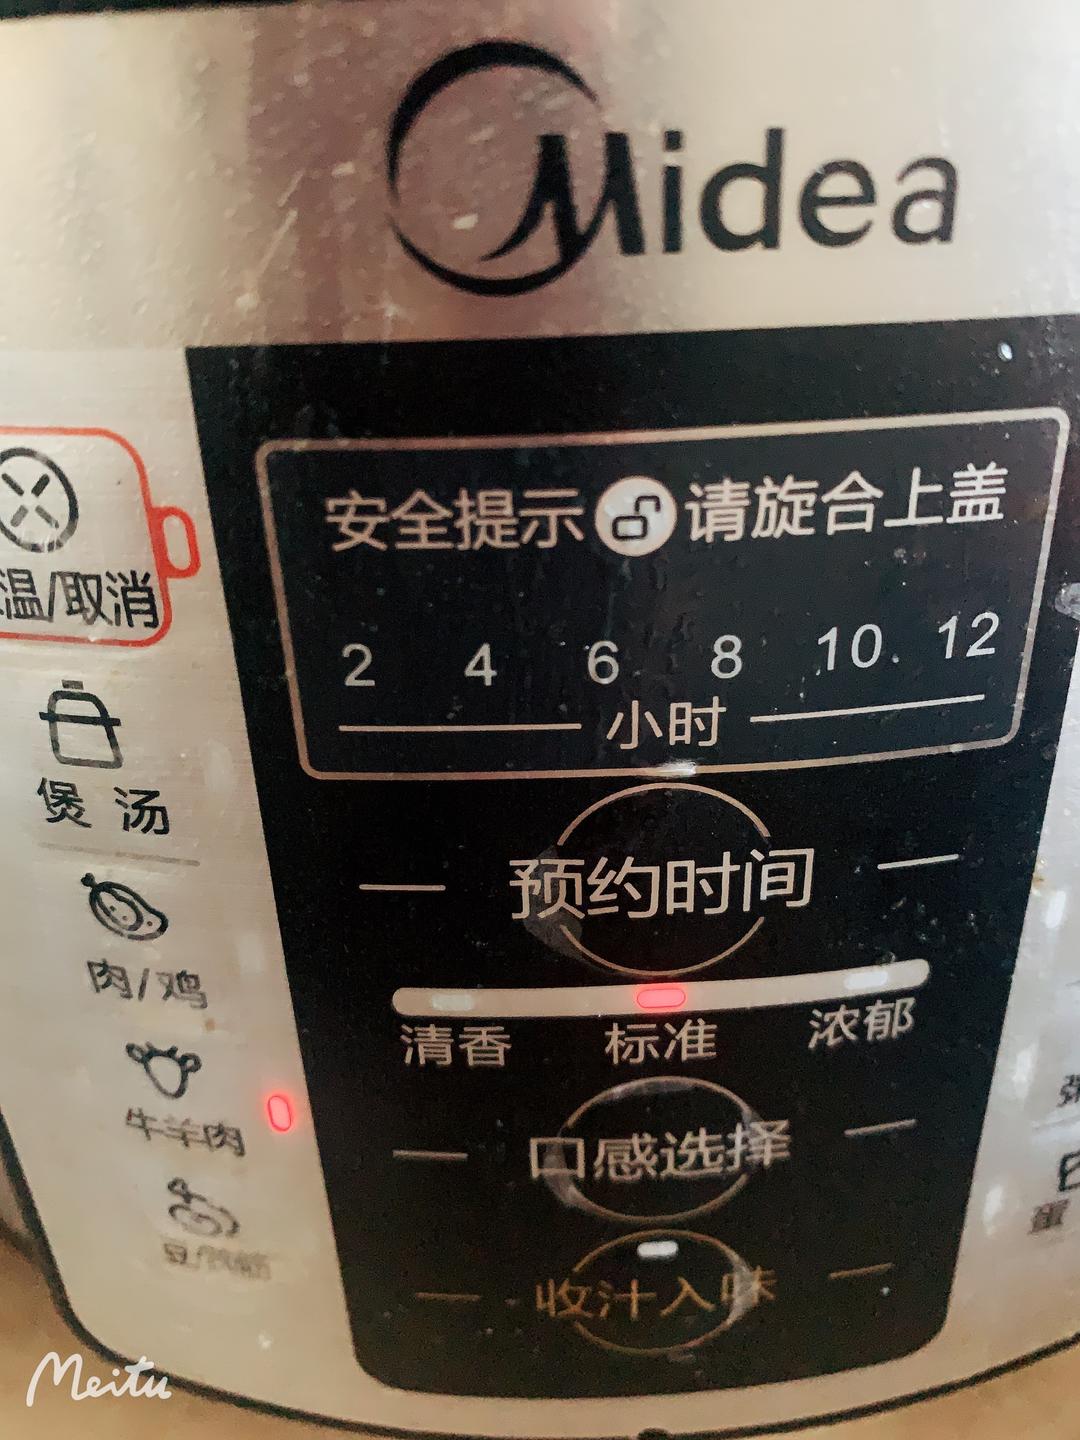 Midea
安全提示 请旋合上盖
2 4 6 8 10 12
小时
预约时间
清香 标准 浓郁
口感选择
收汁入味
温/取消
煲 汤
肉/鸡
牛羊肉
Meitu